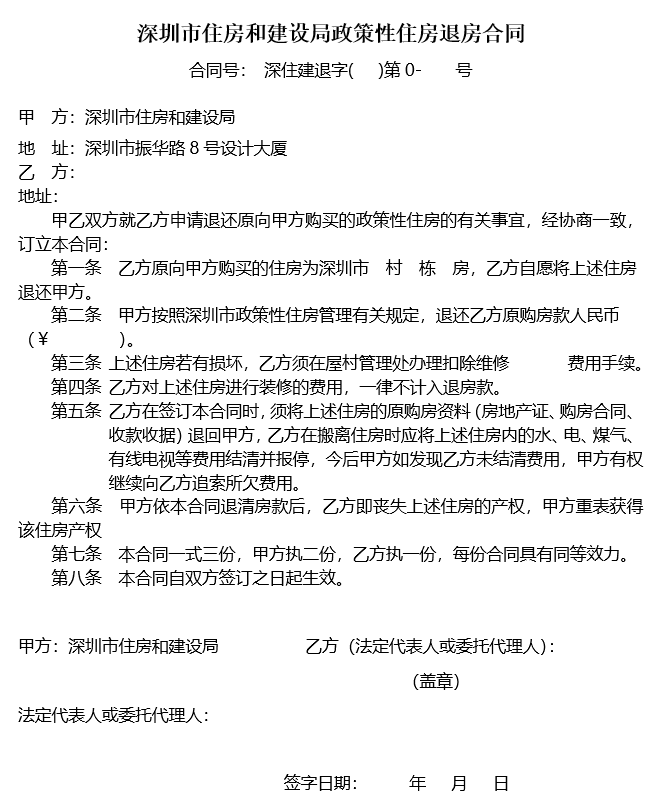 深圳市住房和建设局政策性住房退房合同
合同号： 深住建退字( )第 0- 号
甲 方：深圳市住房和建设局
地 址：深圳市振华路 8 号设计大厦
乙 方：
地址：
甲乙双方就乙方申请退还原向甲方购买的政策性住房的有关事宜，经协商一致，
订立本合同：
第一条 乙方原向甲方购买的住房为深圳市 村 栋 房，乙方自愿将上述住房
退还甲方。
第二条 甲方按照深圳市政策性住房管理有关规定，退还乙方原购房款人民币
（￥ ）。
第三条 上述住房若有损坏，乙方须在屋村管理处办理扣除维修 费用手续。
第四条 乙方对上述住房进行装修的费用，一律不计入退房款。
第五条 乙方在签订本合同时，须将上述住房的原购房资料（房地产证、购房合同、
收款收据）退回甲方，乙方在搬离住房时应将上述住房内的水、电、煤气、
有线电视等费用结清并报停，今后甲方如发现乙方未结清费用，甲方有权
继续向乙方追索所欠费用。
第六条 甲方依本合同退清房款后，乙方即丧失上述住房的产权，甲方重表获得
该住房产权
第七条 本合同一式三份，甲方执二份，乙方执一份，每份合同具有同等效力。
第八条 本合同自双方签订之日起生效。
甲方：深圳市住房和建设局 乙方（法定代表人或委托代理人）：
（盖章）
法定代表人或委托代理人：
签字日期： 年 月 日